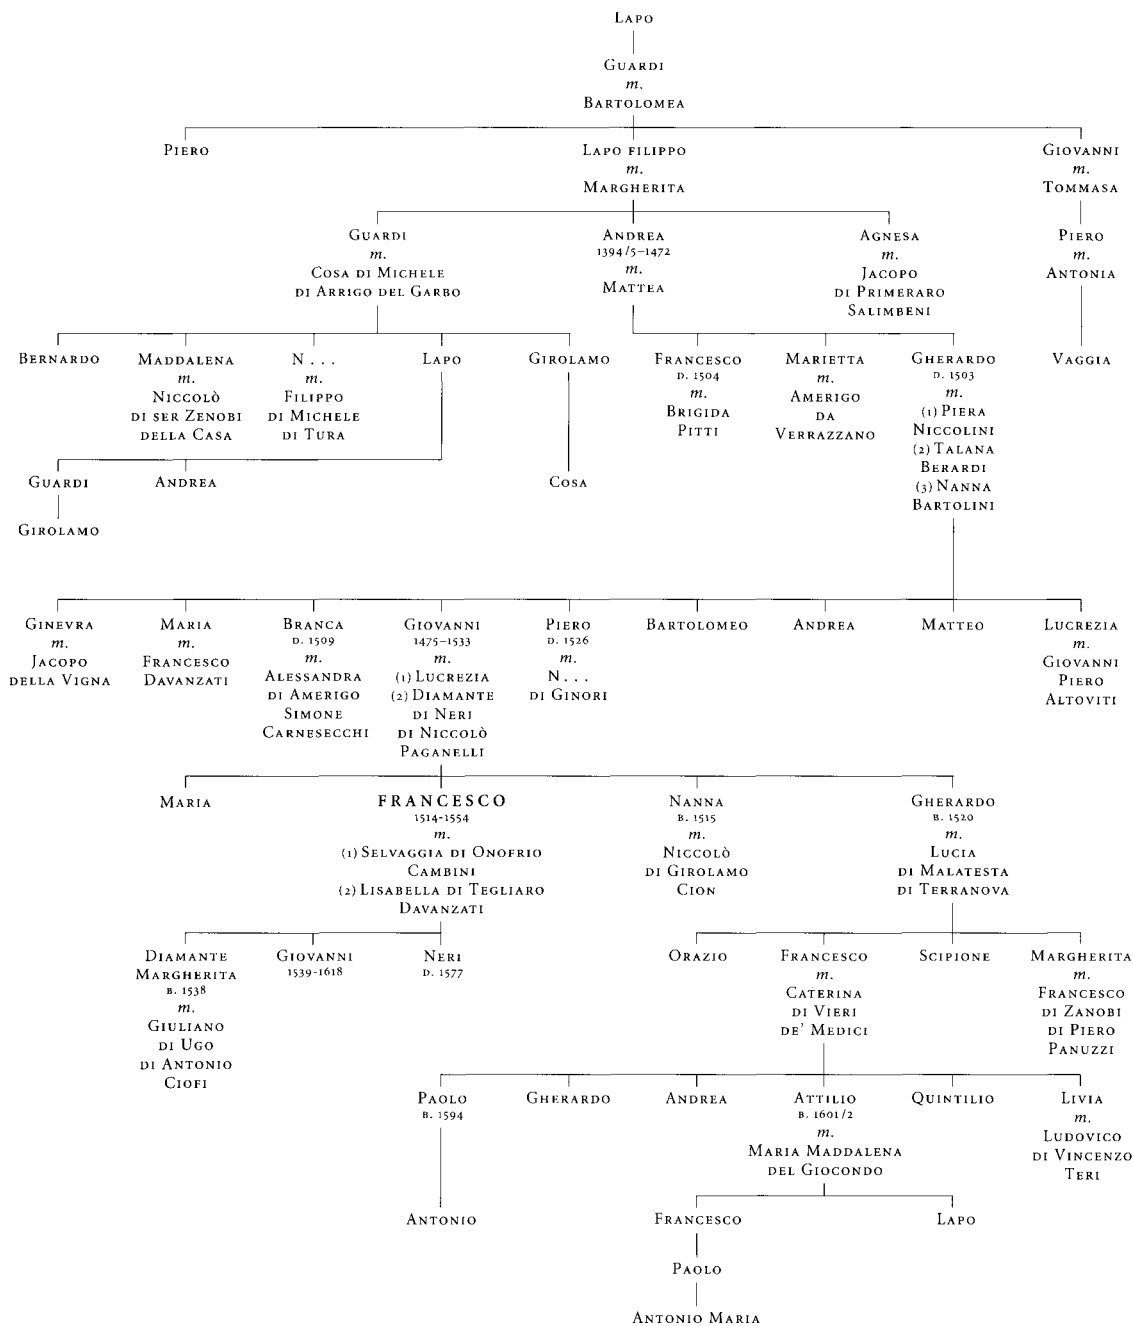 LAPO
GUARDI
m.
BARTOLOMEA
PIERO
LAPO FILIPPO
m.
MARGHERITA
GIOVANNI
m.
TOMMASA
GUARDI
m.
COSA DI MICHELE
DI ARRIGO DEL GARBO
ANDREA
1394/5–1472
m.
MATTEA
AGNESA
m.
JACOPO
DI PRIMERARO
SALIMBENI
PIERO
m.
ANTONIA
BERNARDO
MADDALENA
m.
NICCOLÒ
DI SER ZENOBI
DELLA CASA
N...
m.
FILIPPO
DI MICHELE
DI TURA
LAPO
GIROLAMO
FRANCESCO
D. 1504
m.
BRIGIDA
PITTI
MARIETTA
m.
AMERIGO
DA
VERRAZZANO
GHERARDO
D. 1503
m.
(1) PIERA
NICCOLINI
(2) TALANA
BERARDI
(3) NANNA
BARTOLINI
VAGGIA
GUARDI
ANDREA
COSA
GIROLAMO
GINEVRA
m.
JACOPO
DELLA VIGNA
MARIA
m.
FRANCESCO
DAVANZATI
BRANCA
D. 1509
m.
ALESSANDRA
DI AMERIGO
SIMONE
CARNESECCHI
GIOVANNI
1475–1533
m.
(1) LUCREZIA
(2) DIAMANTE
DI NERI
DI NICCOLÒ
PAGANELLI
PIERO
D. 1526
m.
N...
DI GINORI
BARTOLOMEO
ANDREA
MATTEO
LUCREZIA
m.
GIOVANNI
PIERO
ALTOVITI
MARIA
FRANCESCO
1514-1554
m.
(1) SELVAGGIA DI ONOFRIO
CAMBINI
(2) LISABELLA DI TEGLIARO
DAVANZATI
NANNA
B. 1515
m.
NICCOLÒ
DI GIROLAMO
CION
GHERARDO
B. 1520
m.
LUCIA
DI MALATESTA
DI TERRANOVA
DIAMANTE
MARGHERITA
B. 1538
m.
GIULIANO
DI UGO
DI ANTONIO
CIOFI
GIOVANNI
1539-1618
NERI
D. 1577
ORAZIO
FRANCESCO
m.
CATERINA
DI VIERI
DE' MEDICI
SCIPIONE
MARGHERITA
m.
FRANCESCO
DI ZANOBI
DI PIERO
PANUZZI
PAOLO
B. 1594
GHERARDO
ANDREA
ATTILIO
B. 1601/2
m.
MARIA MADDALENA
DEL GIOCONDO
QUINTILIO
LIVIA
m.
LUDOVICO
DI VINCENZO
TERI
ANTONIO
FRANCESCO
LAPO
PAOLO
ANTONIO MARIA